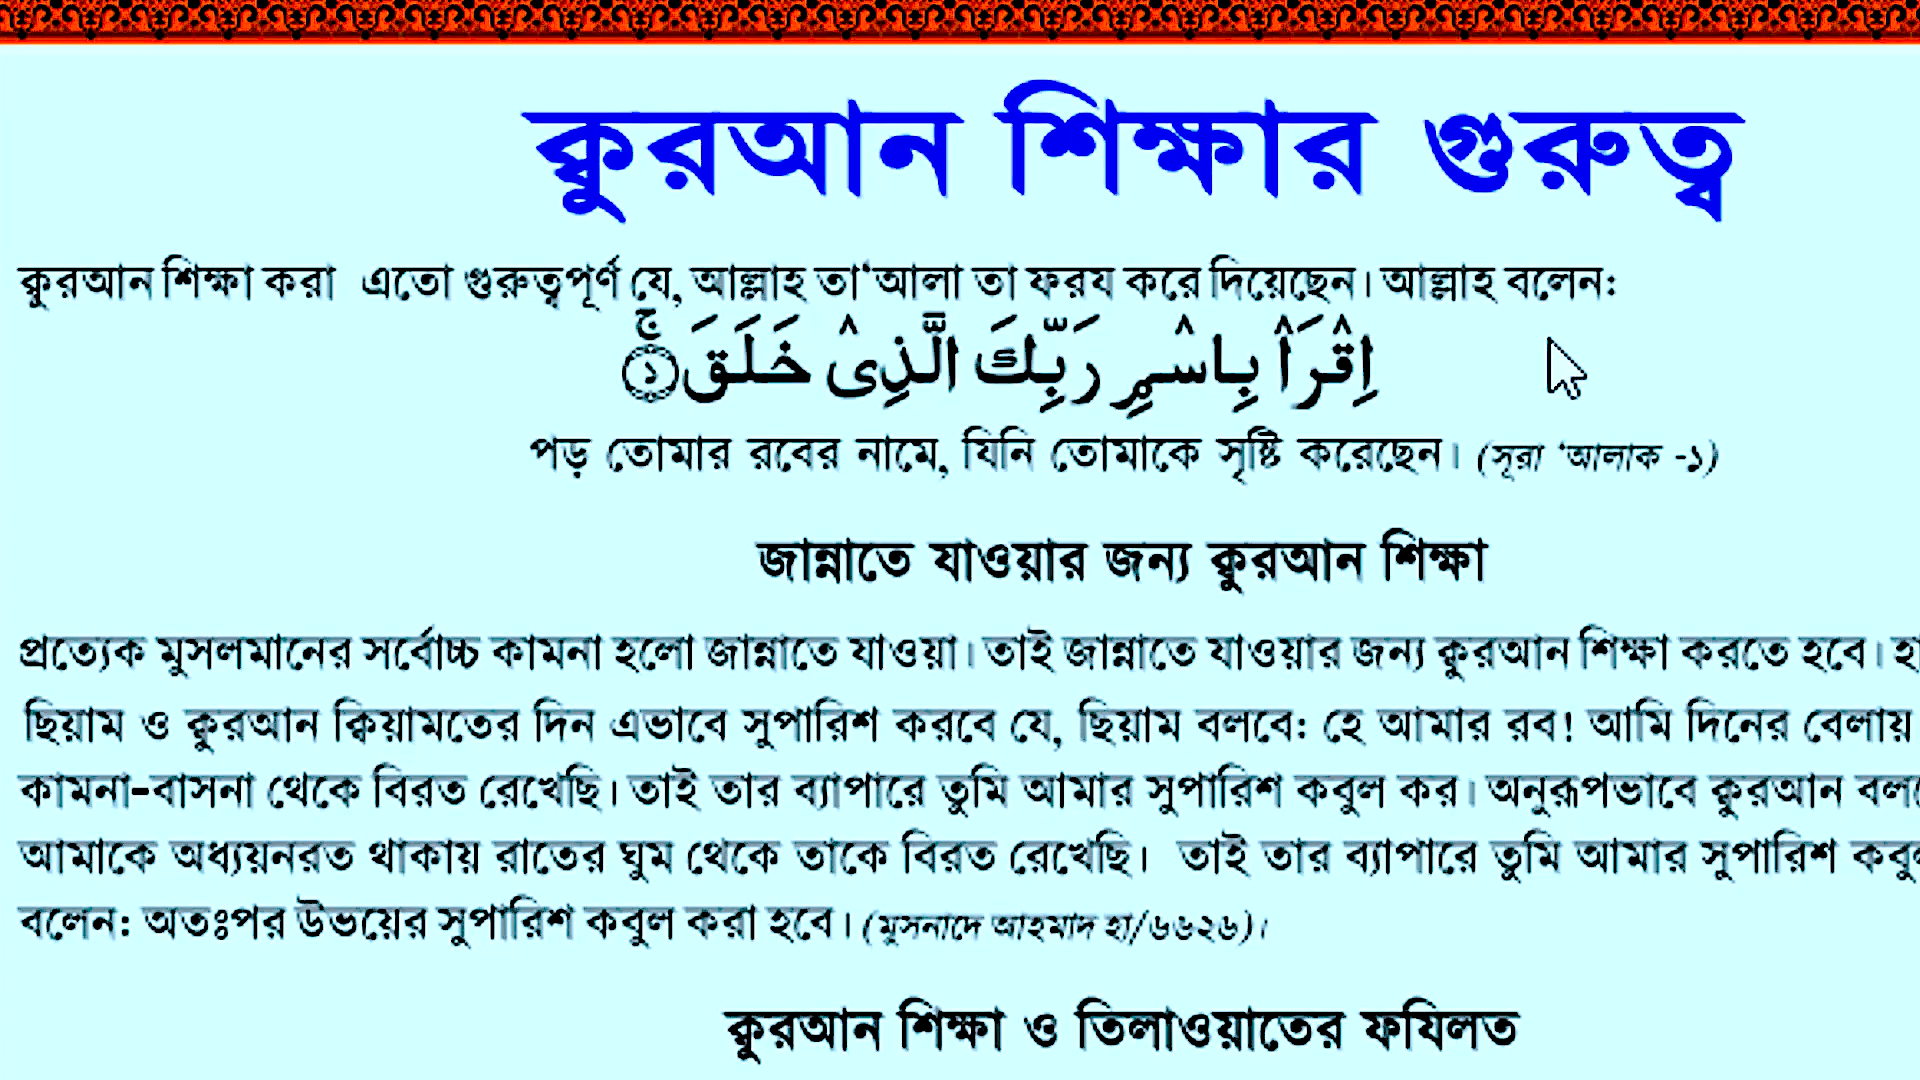 ক্বুরআন শিক্ষার গুরুত্ব
ক্বুরআন শিক্ষা করা এতো গুরুত্বপূর্ণ যে, আল্লাহ তা'আলা তা ফরয করে দিয়েছেন। আল্লাহ বলেন:
اِقْرَاْ بِاسْمِ رَبِّكَ الَّذِىْ خَلَقَ ۚ ﴿۱﴾
পড় তোমার রবের নামে, যিনি তোমাকে সৃষ্টি করেছেন। (সূরা 'আলাক -১)
জান্নাতে যাওয়ার জন্য ক্বুরআন শিক্ষা
প্রত্যেক মুসলমানের সর্বোচ্চ কামনা হলো জান্নাতে যাওয়া। তাই জান্নাতে যাওয়ার জন্য ক্বুরআন শিক্ষা করতে হবে।
ছিয়াম ও ক্বুরআন ক্বিয়ামতের দিন এভাবে সুপারিশ করবে যে, ছিয়াম বলবে: হে আমার রব! আমি দিনের বেলায়
কামনা-বাসনা থেকে বিরত রেখেছি। তাই তার ব্যাপারে তুমি আমার সুপারিশ কবুল কর। অনুরূপভাবে ক্বুরআন
আমাকে অধ্যয়নরত থাকায় রাতের ঘুম থেকে তাকে বিরত রেখেছি। তাই তার ব্যাপারে তুমি আমার সুপারিশ
বলেন: অতঃপর উভয়ের সুপারিশ কবুল করা হবে। (মুসনাদে আহমাদ হা/৬৬২৬)।
ক্বুরআন শিক্ষা ও তিলাওয়াতের ফযিলত